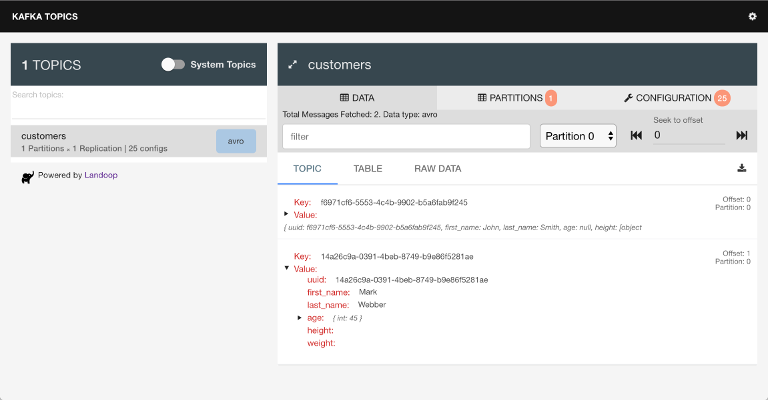 KAFKA TOPICS
1 TOPICS
System Topics
Search topics:
customers
1 Partitions × 1 Replication | 25 configs
avro
Powered by Landoop
customers
DATA
PARTITIONS 1
CONFIGURATION 25
Total Messages Fetched: 2. Data type: avro
filter
Partition 0
Seek to offset
0
TOPIC
TABLE
RAW DATA
Key: f6971cf6-5553-4c4b-9902-b5a6fab9f245
Offset: 0
Partition: 0
Value:
{ uuid: f6971cf6-5553-4c4b-9902-b5a6fab9f245, first_name: John, last_name: Smith, age: null, height: [object
Key: 14a26c9a-0391-4beb-8749-b9e86f5281ae
Offset: 1
Partition: 0
Value:
uuid: 14a26c9a-0391-4beb-8749-b9e86f5281ae
first_name: Mark
last_name: Webber
age: { int: 45 }
height:
weight: